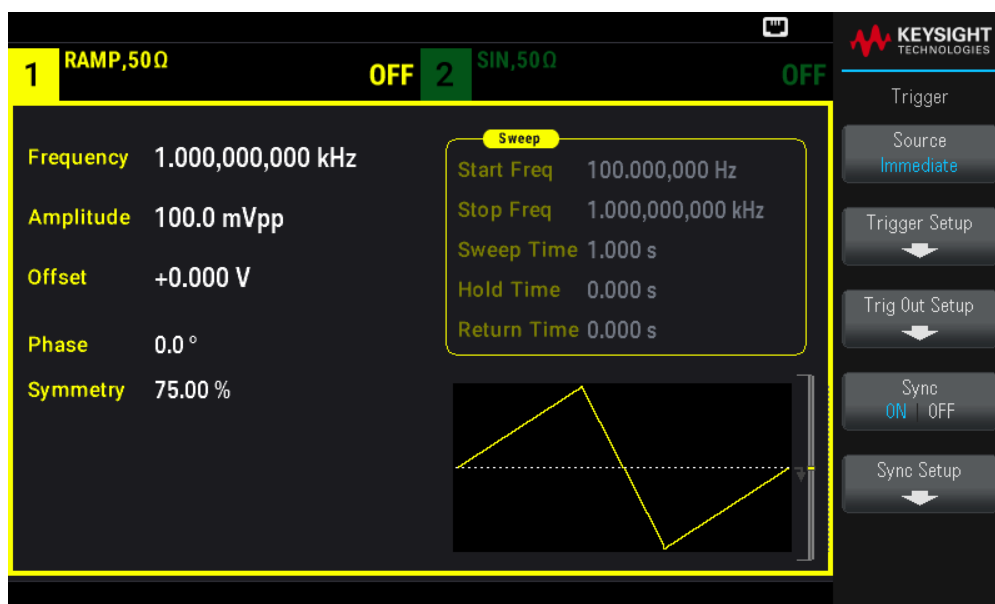 KEYSIGHT
TECHNOLOGIES
1 RAMP,50Ω OFF 2 SIN,50Ω OFF
Frequency 1.000,000,000 kHz
Amplitude 100.0 mVpp
Offset +0.000 V
Phase 0.0 °
Symmetry 75.00 %
Sweep
Start Freq 100.000,000 Hz
Stop Freq 1.000,000,000 kHz
Sweep Time 1.000 s
Hold Time 0.000 s
Return Time 0.000 s
Trigger
Source
Immediate
Trigger Setup
Trig Out Setup
Sync
ON OFF
Sync Setup